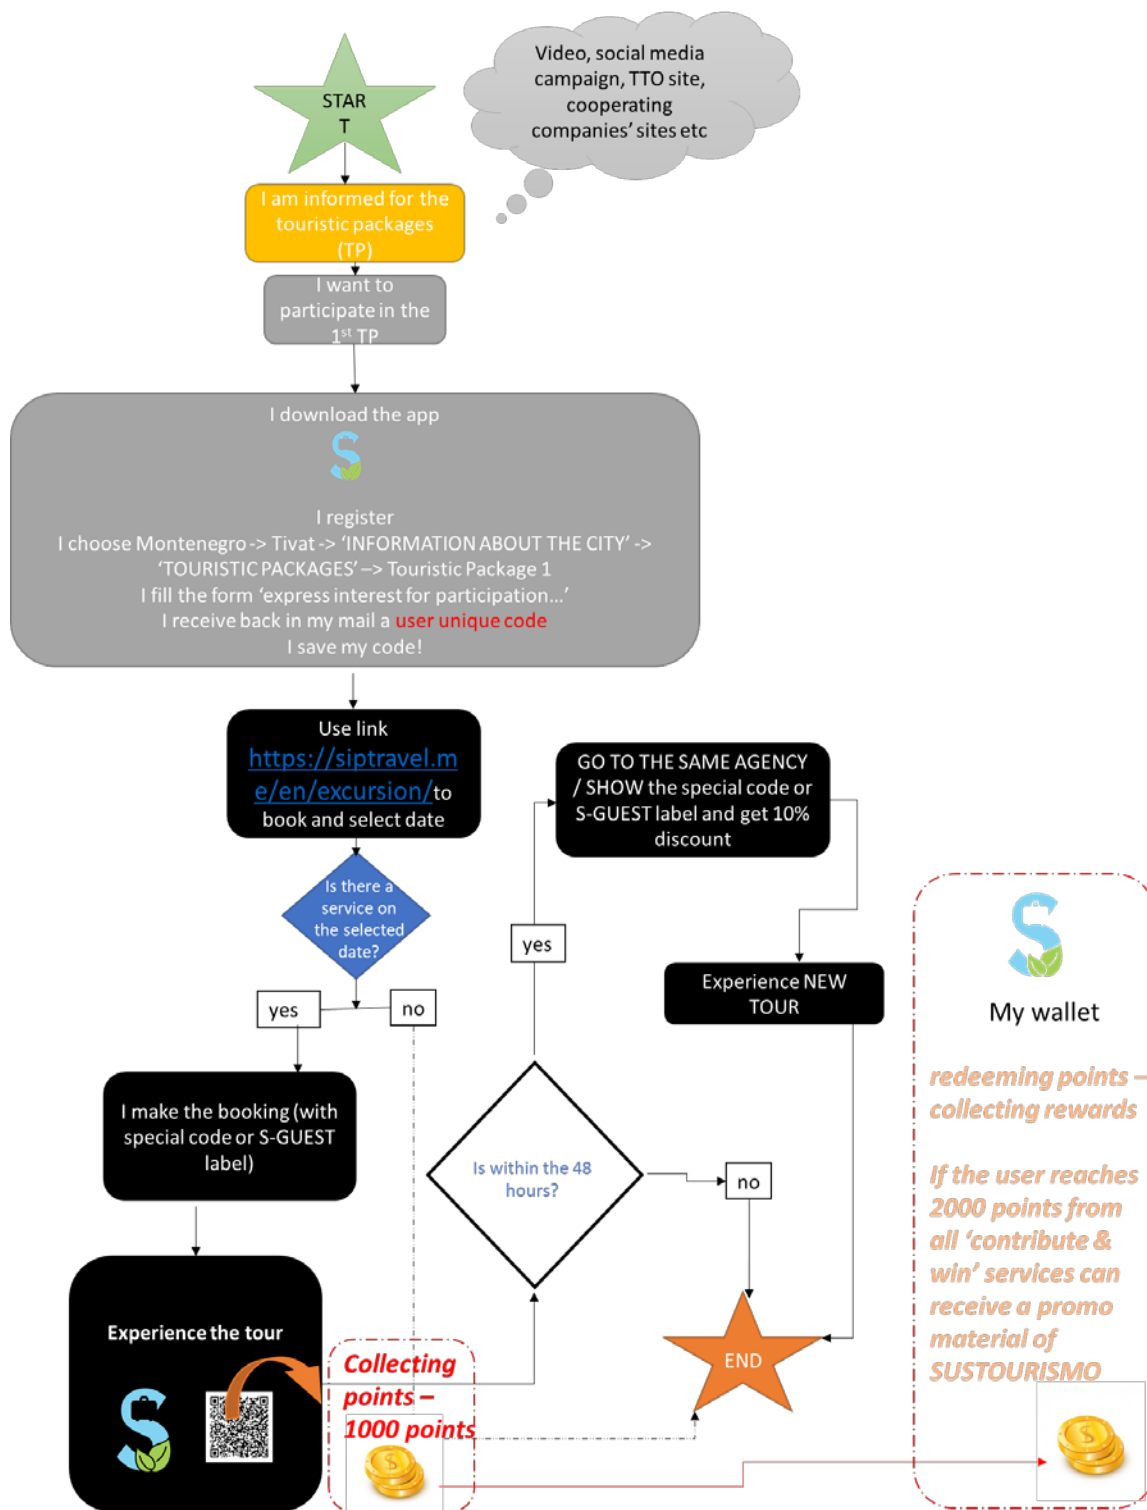 STAR
T
Video, social media
campaign, TTO site,
cooperating
companies' sites etc
I am informed for the
touristic packages
(TP)
I want to
participate in the
1st TP
I download the app
I register
I choose Montenegro -> Tivat -> 'INFORMATION ABOUT THE CITY' ->
'TOURISTIC PACKAGES' –> Touristic Package 1
I fill the form 'express interest for participation...'
I receive back in my mail a user unique code
I save my code!
Use link
https://siptravel.m
e/en/excursion/to
book and select date
GO TO THE SAME AGENCY
/ SHOW the special code or
S-GUEST label and get 10%
discount
Is there a
service on
the selected
date?
yes
no
yes
Experience NEW
TOUR
I make the booking (with
special code or S-GUEST
label)
Is within the 48
hours?
no
Experience the tour
Collecting
points –
1000 points
END
My wallet
redeeming points –
collecting rewards
If the user reaches
2000 points from
all 'contribute &
win' services can
receive a promo
material of
SUSTOURISMO